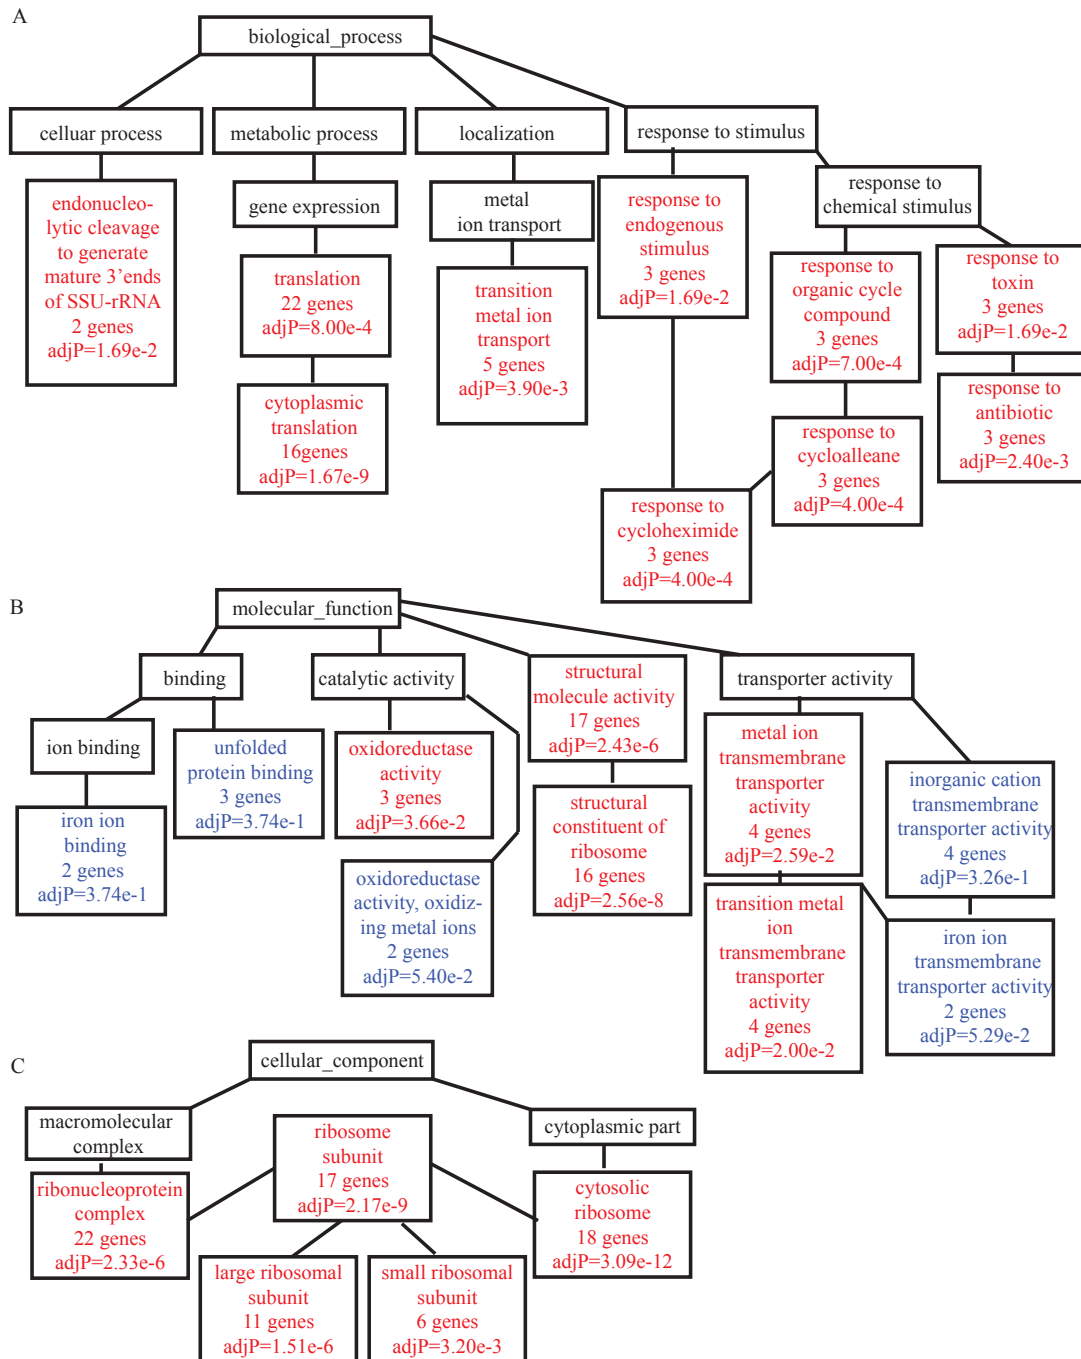 A
biological_process
celluar process
metabolic process
localization
response to stimulus
endonucleo-
lytic cleavage
to generate
mature 3'ends
of SSU-rRNA
2 genes
adjP=1.69e-2
gene expression
translation
22 genes
adjP=8.00e-4
cytoplasmic
translation
16genes
adjP=1.67e-9
metal
ion transport
transition
metal ion
transport
5 genes
adjP=3.90e-3
response to
endogenous
stimulus
3 genes
adjP=1.69e-2
response to
chemical stimulus
response to
organic cycle
compound
3 genes
adjP=7.00e-4
response to
toxin
3 genes
adjP=1.69e-2
response to
cycloalleane
3 genes
adjP=4.00e-4
response to
antibiotic
3 genes
adjP=2.40e-3
response to
cycloheximide
3 genes
adjP=4.00e-4
B
molecular_function
binding
catalytic activity
structural
molecule activity
17 genes
adjP=2.43e-6
transporter activity
ion binding
unfolded
protein binding
3 genes
adjP=3.74e-1
iron ion
binding
2 genes
adjP=3.74e-1
oxidoreductase
activity
3 genes
adjP=3.66e-2
oxidoreductase
activity, oxidiz-
ing metal ions
2 genes
adjP=5.40e-2
structural
constituent of
ribosome
16 genes
adjP=2.56e-8
metal ion
transmembrane
transporter
activity
4 genes
adjP=2.59e-2
inorganic cation
transmembrane
transporter activity
4 genes
adjP=3.26e-1
transition metal
ion
transmembrane
transporter
activity
4 genes
adjP=2.00e-2
iron ion
transmembrane
transporter activity
2 genes
adjP=5.29e-2
C
cellular_component
macromolecular
complex
cytoplasmic part
ribosome
subunit
17 genes
adjP=2.17e-9
ribonucleoprotein
complex
22 genes
adjP=2.33e-6
cytosolic
ribosome
18 genes
adjP=3.09e-12
large ribosomal
subunit
11 genes
adjP=1.51e-6
small ribosomal
subunit
6 genes
adjP=3.20e-3